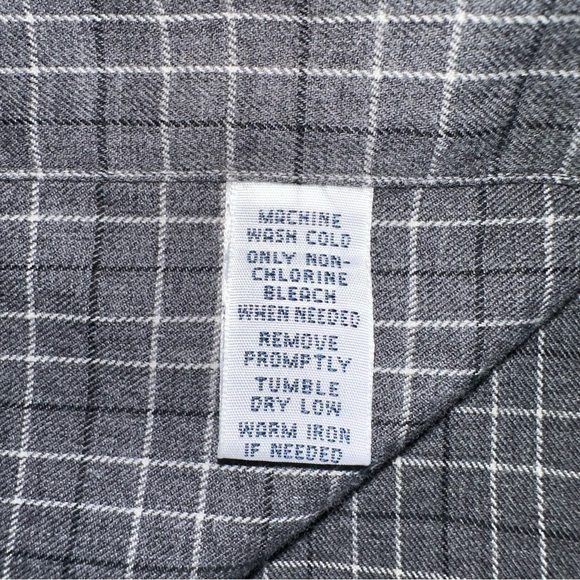 MACHINE
WASH COLD
ONLY NON-
CHLORINE
BLEACH
WHEN NEEDED
REMOVE
PROMPTLY
TUMBLE
DRY LOW
WARM IRON
IF NEEDED